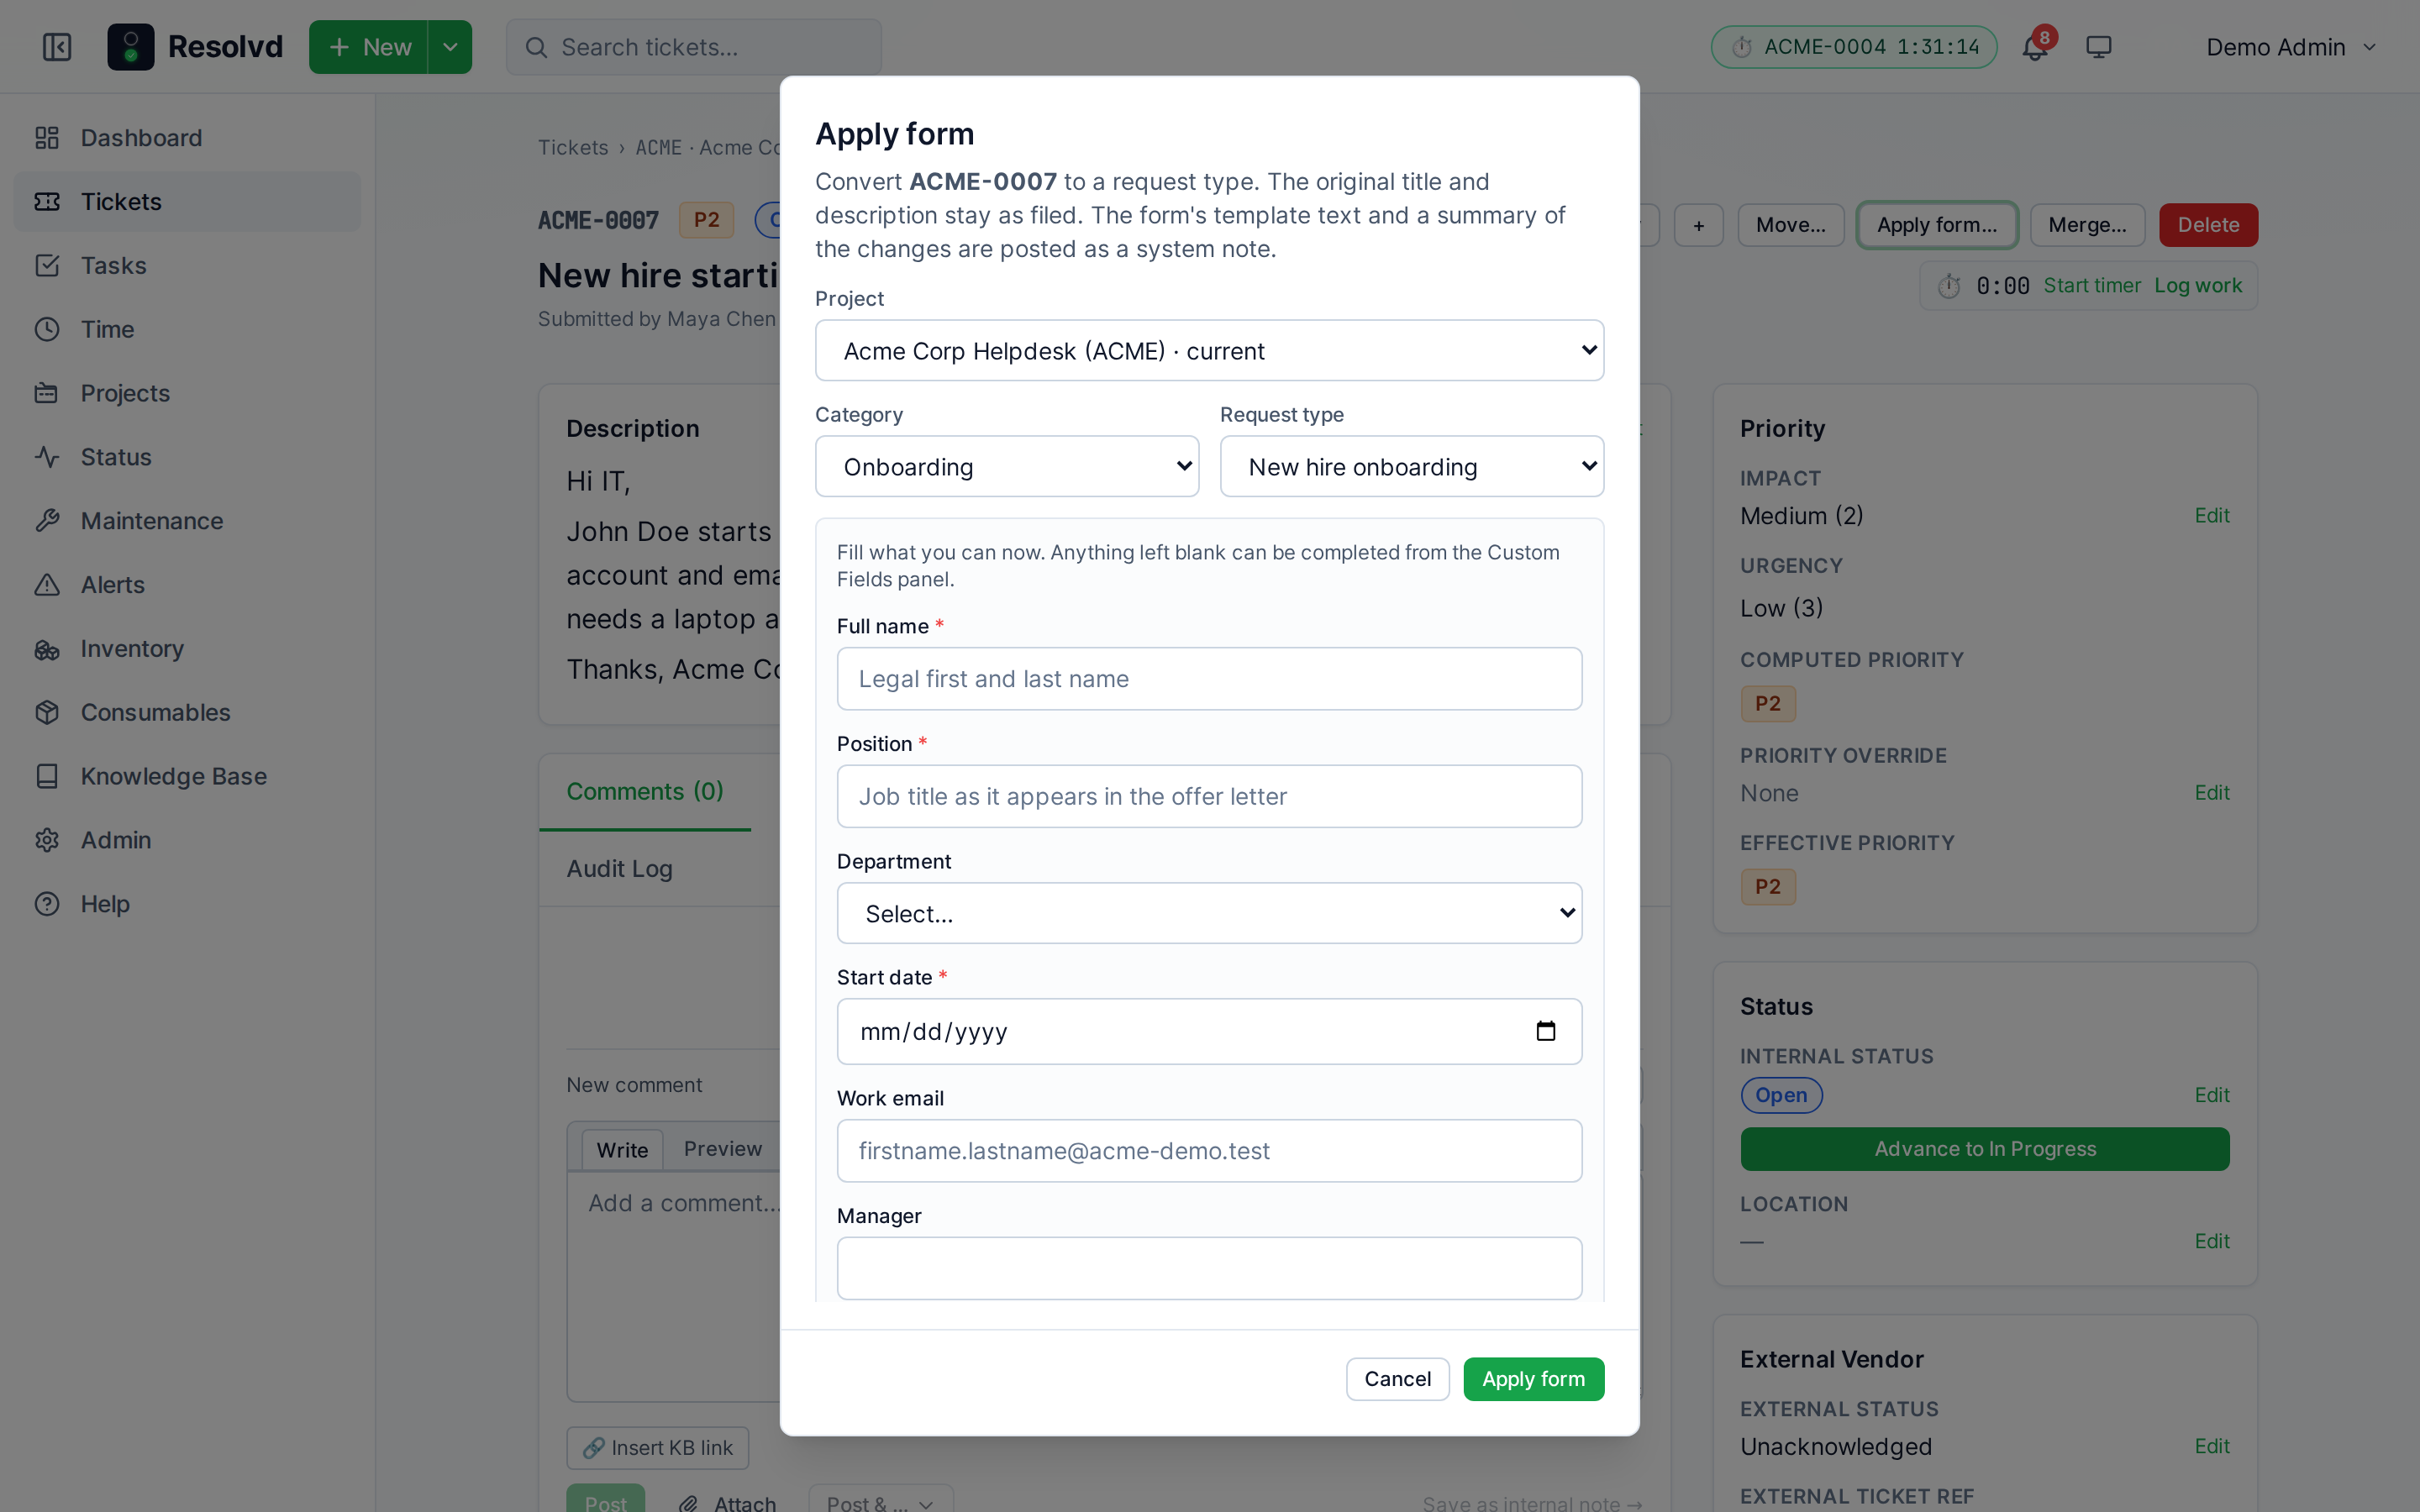 Resolvd
+ New
Search tickets...
ACME-0004 1:31:14
8
Demo Admin
Dashboard
Tickets
Tasks
Time
Projects
Status
Maintenance
Alerts
Inventory
Consumables
Knowledge Base
Admin
Help
Tickets › ACME · Acme Co
ACME-0007
P2
New hire starti
Submitted by Maya Chen
+
Move...
Apply form...
Merge...
Delete
0:00 Start timer Log work
Description
Hi IT,
John Doe starts
account and ema
needs a laptop a
Thanks, Acme Co
Comments (0)
Audit Log
New comment
Write
Preview
Add a comment...
Insert KB link
Post
Attach
Post & ...
Save as internal note →
Apply form
Convert ACME-0007 to a request type. The original title and
description stay as filed. The form's template text and a summary of
the changes are posted as a system note.
Project
Acme Corp Helpdesk (ACME) · current
Category
Request type
Onboarding
New hire onboarding
Fill what you can now. Anything left blank can be completed from the Custom
Fields panel.
Full name *
Legal first and last name
Position *
Job title as it appears in the offer letter
Department
Select...
Start date *
mm/dd/yyyy
Work email
firstname.lastname@acme-demo.test
Manager
Cancel
Apply form
Priority
IMPACT
Medium (2)
Edit
URGENCY
Low (3)
COMPUTED PRIORITY
P2
PRIORITY OVERRIDE
None
Edit
EFFECTIVE PRIORITY
P2
Status
INTERNAL STATUS
Open
Edit
Advance to In Progress
LOCATION
—
Edit
External Vendor
EXTERNAL STATUS
Unacknowledged
Edit
EXTERNAL TICKET REF